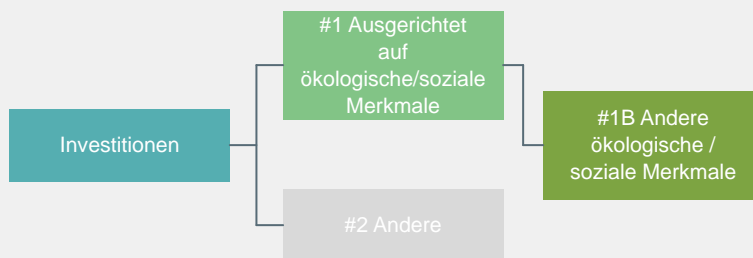 #1 Ausgerichtet
auf
ökologische/soziale
Merkmale
Investitionen
#1B Andere
ökologische /
soziale Merkmale
#2 Andere